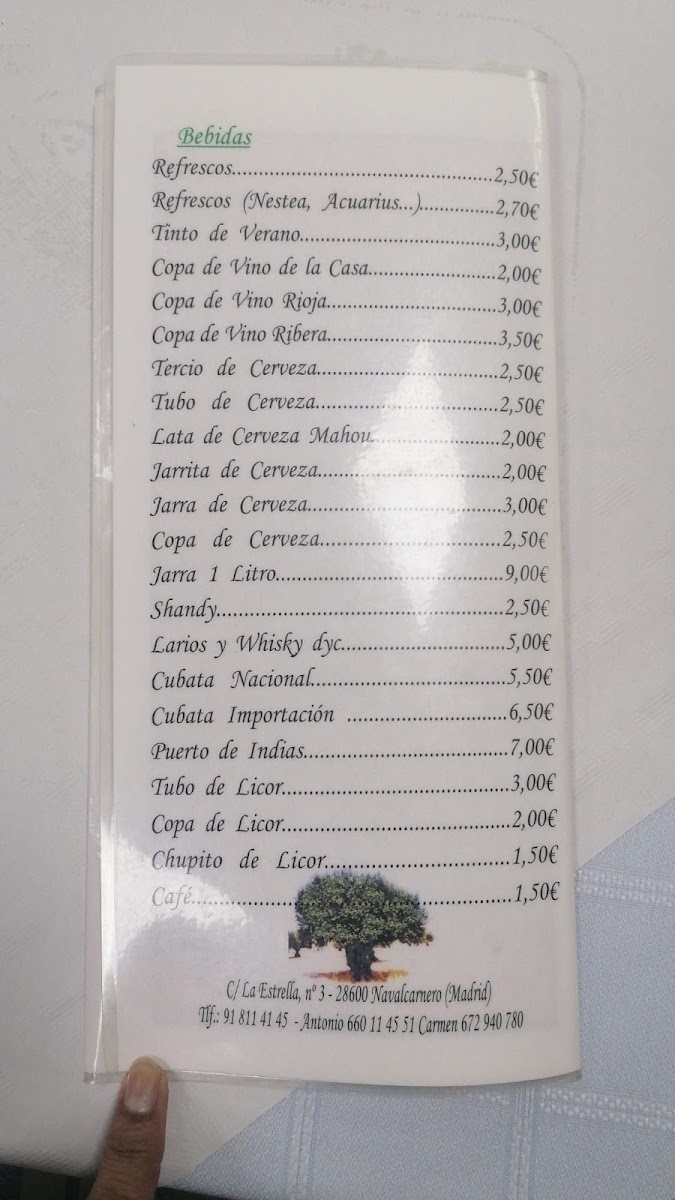 Bebidas
Refrescos................................................2,50€
Refrescos (Nestea, Acuarius...)..............2,70€
Tinto de Verano.....................................3,00€
Copa de Vino de la Casa........................2,00€
Copa de Vino Rioja................................3,00€
Copa de Vino Ribera................................3,50€
Tercio de Cerveza..................................2,50€
Tubo de Cerveza..................................2,50€
Lata de Cerveza Mahou........................2,00€
Jarrita de Cerveza..................................2,00€
Jarra de Cerveza....................................3,00€
Copa de Cerveza..................................2,50€
Jarra 1 Litro...........................................9,00€
Shandy.....................................................2,50€
Larios y Whisky dyc..............................5,00€
Cubata Nacional....................................5,50€
Cubata Importación ..............................6,50€
Puerto de Indias......................................7,00€
Tubo de Licor..........................................3,00€
Copa de Licor..........................................2,00€
Chupito de Licor..................................1,50€
Café...........................................................1,50€
C/ La Estrella, nº 3 - 28600 Navalcarnero (Madrid)
Tlf.: 91 811 41 45 - Antonio 660 11 45 51 Carmen 672 940 780